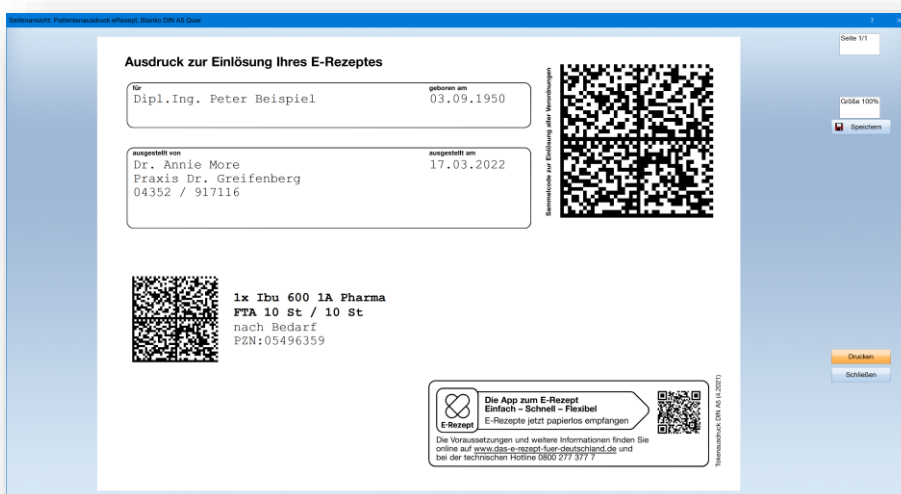 Seitenansicht: Patientenausdruck eRezept, Blanko DIN A5 Quer
?
Seite 1/1
Größe 100%
Speichern
Ausdruck zur Einlösung Ihres E-Rezeptes
für
geboren am
Dipl.Ing. Peter Beispiel
03.09.1950
ausgestellt von
ausgestellt am
Dr. Annie More
17.03.2022
Praxis Dr. Greifenberg
04352 / 917116
Sammelcode zur Einlösung aller Verordnungen
1x Ibu 600 1A Pharma
FTA 10 St / 10 St
nach Bedarf
PZN:05496359
Drucken
Schließen
Die App zum E-Rezept
Einfach – Schnell – Flexibel
E-Rezepte jetzt papierlos empfangen
E-Rezept
Die Voraussetzungen und weitere Informationen finden Sie
online auf www.das-e-rezept-fuer-deutschland.de und
bei der technischen Hotline 0800 277 377 7
Tokenausdruck DIN A5 (4.2021)